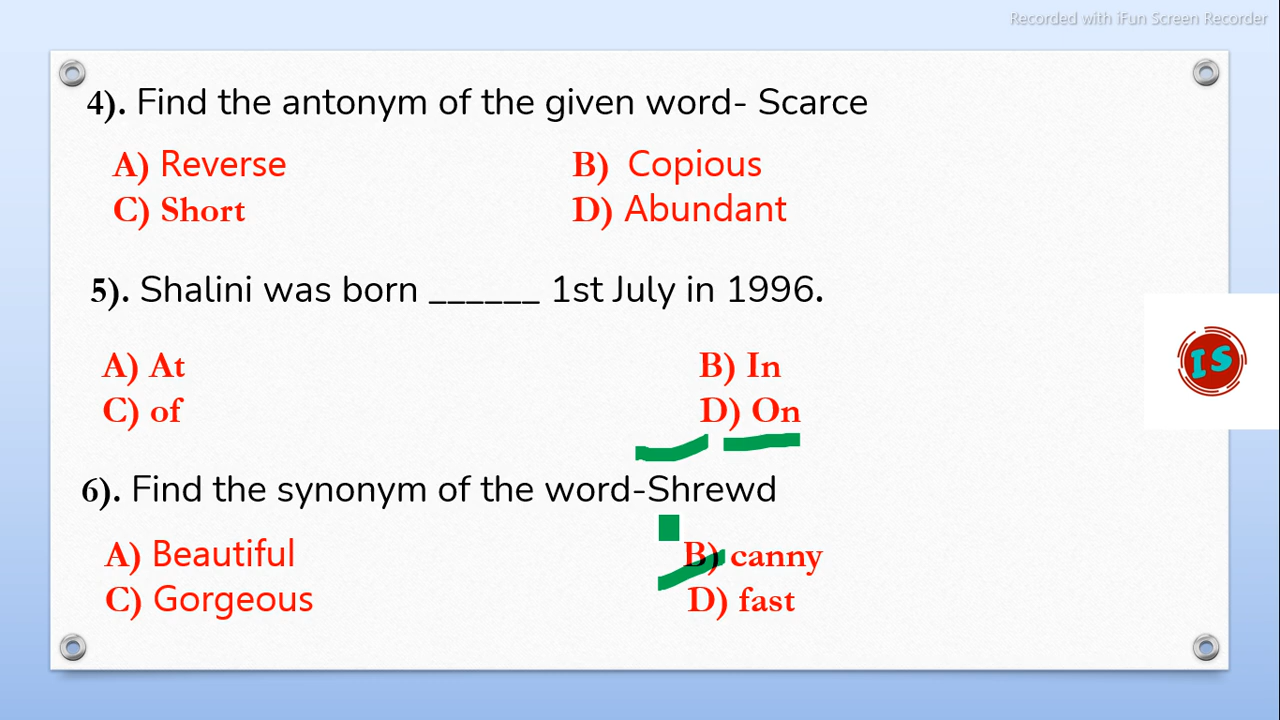 Recorded with iFun Screen Recorder
4). Find the antonym of the given word- Scarce
A) Reverse B) Copious
C) Short D) Abundant
5). Shalini was born ______ 1st July in 1996.
A) At B) In
C) of D) On
IS
6). Find the synonym of the word-Shrewd
A) Beautiful B) canny
C) Gorgeous D) fast